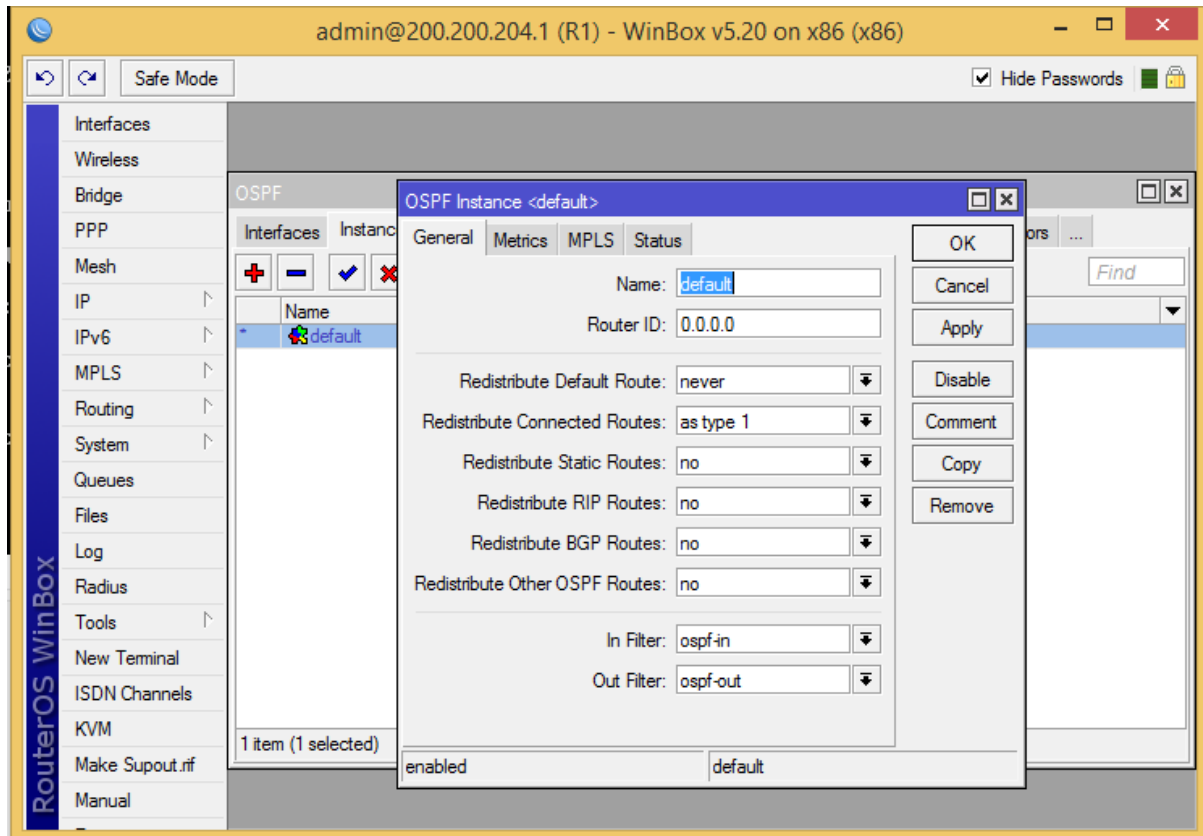 admin@200.200.204.1 (R1) - WinBox v5.20 on x86 (x86)
Safe Mode
Hide Passwords
RouterOS WinBox
Interfaces
Wireless
Bridge
PPP
Mesh
IP
IPv6
MPLS
Routing
System
Queues
Files
Log
Radius
Tools
New Terminal
ISDN Channels
KVM
Make Supout.rif
Manual
OSPF
Interfaces Instanc ors ...
Find
Name
* default
1 item (1 selected)
OSPF Instance <default>
General Metrics MPLS Status
Name: default
Router ID: 0.0.0.0
Redistribute Default Route: never
Redistribute Connected Routes: as type 1
Redistribute Static Routes: no
Redistribute RIP Routes: no
Redistribute BGP Routes: no
Redistribute Other OSPF Routes: no
In Filter: ospf-in
Out Filter: ospf-out
OK
Cancel
Apply
Disable
Comment
Copy
Remove
enabled default